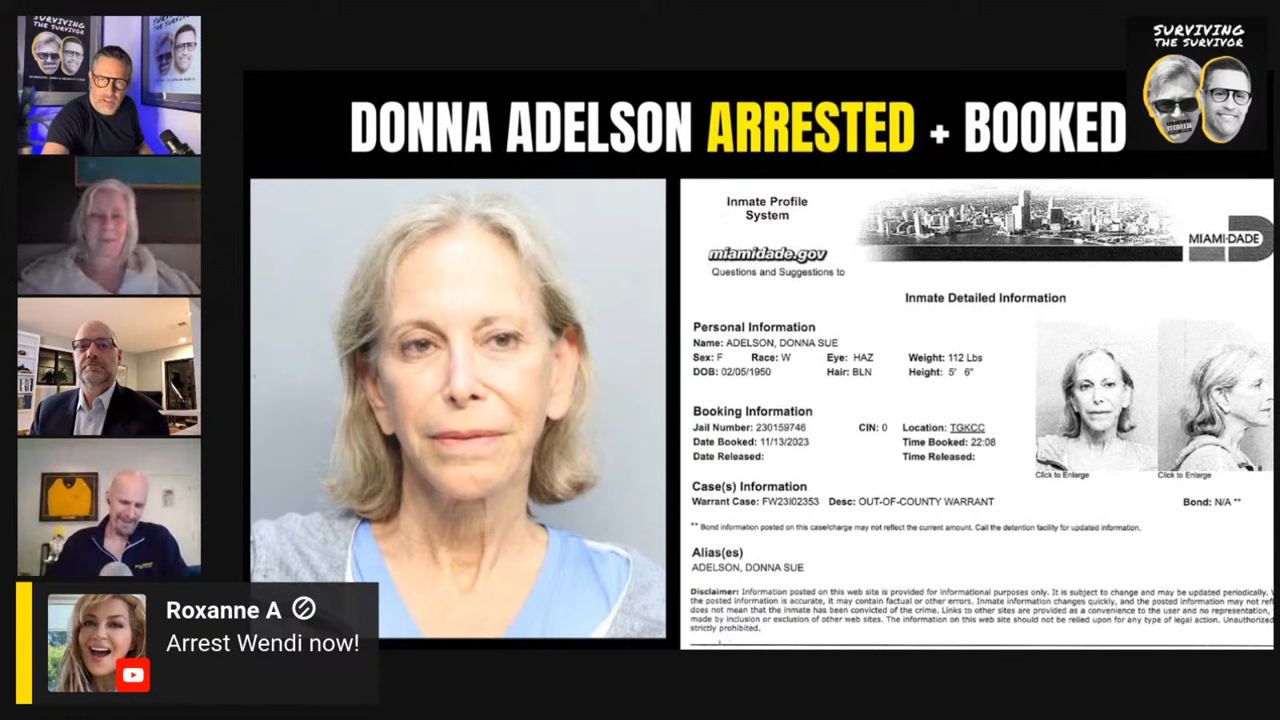 SURVIVING
THE SURVIVOR
DONNA ADELSON ARRESTED + BOOKED
Inmate Profile
System
miamidade.gov
Questions and Suggestions to
MIAMI-DADE
Inmate Detailed Information
Personal Information
Name: ADELSON, DONNA SUE
Sex: F Race: W Eye: HAZ Weight: 112 Lbs
DOB: 02/05/1950 Hair: BLN Height: 5' 6"
Booking Information
Jail Number: 230159746 CIN: 0 Location: TGKCC
Date Booked: 11/13/2023 Time Booked: 22:08
Date Released: Time Released:
Click to Enlarge Click to Enlarge
Case(s) Information
Warrant Case: FW23I02353 Desc: OUT-OF-COUNTY WARRANT Bond: N/A **
** Bond information posted on this case/charge may not reflect the current amount. Call the detention facility for updated information.
Alias(es)
ADELSON, DONNA SUE
Disclaimer: Information posted on this web site is provided for informational purposes only. It is subject to change and may be updated periodically.
the posted information is accurate, it may contain factual or other errors. Inmate information changes quickly, and the posted information may not
does not mean that the inmate has been convicted of the crime. Links to other sites are provided as a convenience to the user and no representation,
made by inclusion or exclusion of other web sites. The information on this web site should not be relied upon for any type of legal action.
strictly prohibited.
Roxanne A
Arrest Wendi now!